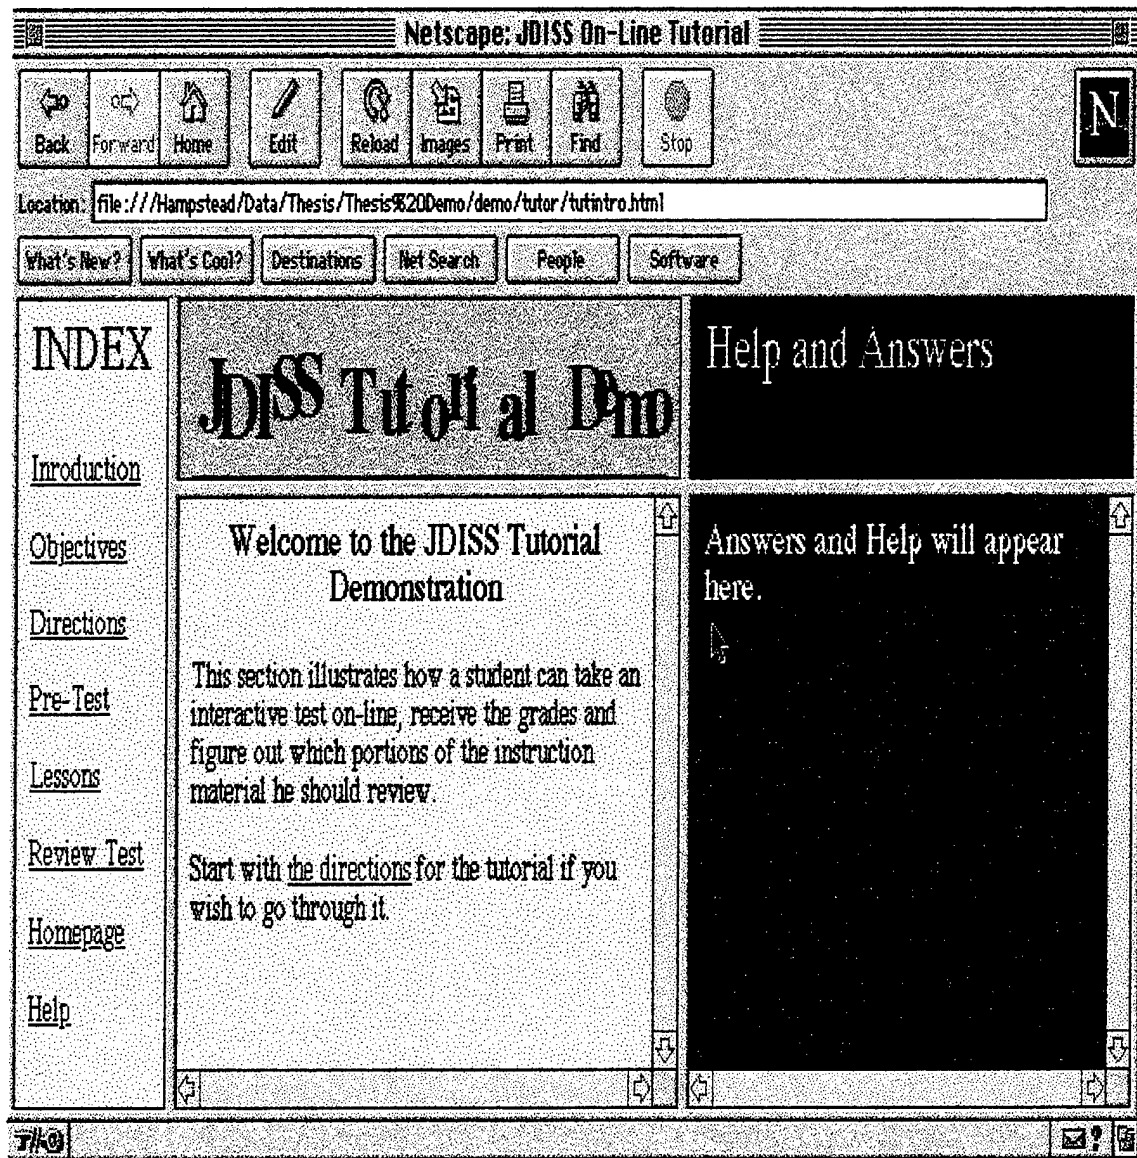 Netscape: JDISS On-Line Tutorial
Back Forward Home Edit Reload Images Print Find Stop
N
Location: file:///Hampstead/Data/Thesis/Thesis%20Demo/demo/tutor/tutintro.html
What's New? What's Cool? Destinations Net Search People Software
INDEX
Inroduction
Objectives
Directions
Pre-Test
Lessons
Review Test
Homepage
Help
JDISS Tutorial Demo
Welcome to the JDISS Tutorial
Demonstration
This section illustrates how a student can take an
interactive test on-line, receive the grades and
figure out which portions of the instruction
material he should review.
Start with the directions for the tutorial if you
wish to go through it.
Help and Answers
Answers and Help will appear
here.
?